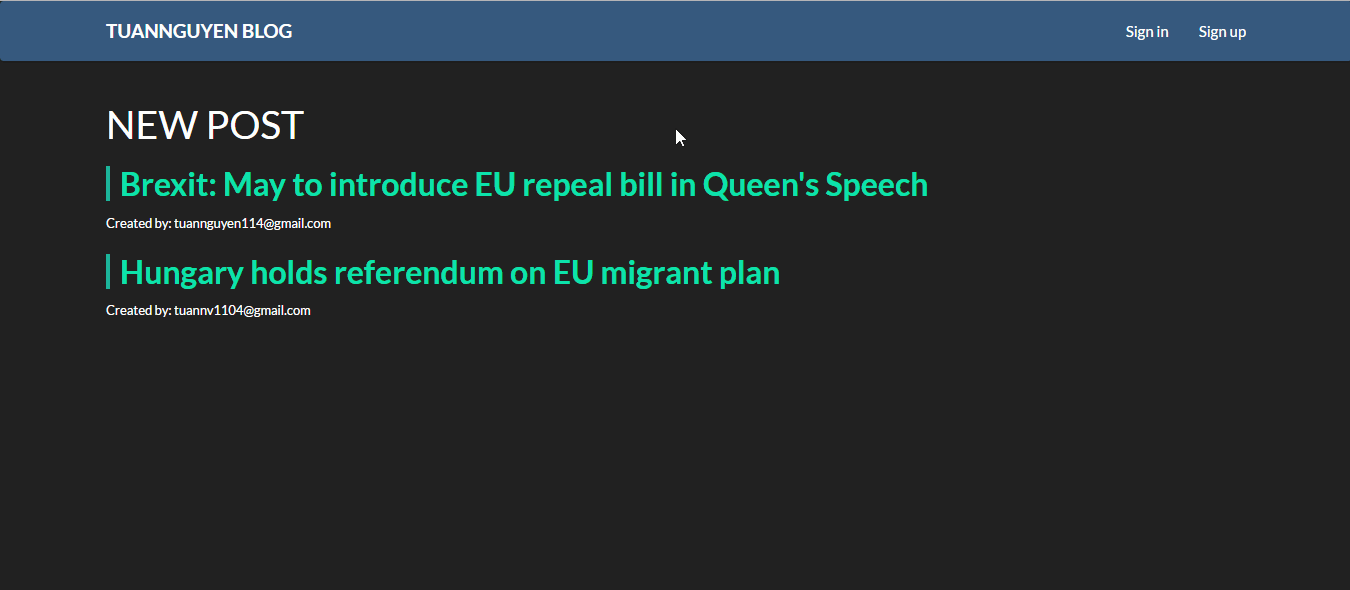 TUANNGUYEN BLOG
Sign in
Sign up
NEW POST
Brexit: May to introduce EU repeal bill in Queen's Speech
Created by: tuannguyen114@gmail.com
Hungary holds referendum on EU migrant plan
Created by: tuannv1104@gmail.com